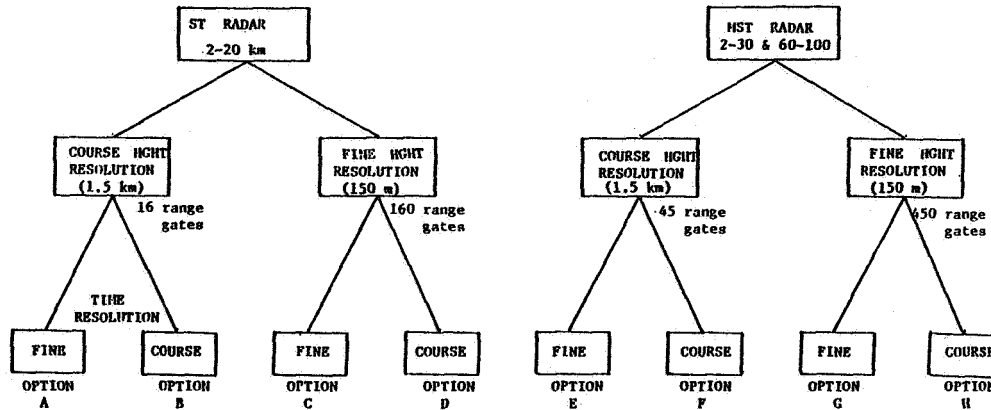 ST RADAR
2-20 km
MST RADAR
2-30 & 60-100
COURSE HGHT
RESOLUTION
(1.5 km)
FINE HGHT
RESOLUTION
(150 m)
COURSE HGHT
RESOLUTION
(1.5 km)
FINE HGHT
RESOLUTION
(150 m)
16 range
gates
160 range
gates
45 range
gates
450 range
gates
TIME
RESOLUTION
FINE
COURSE
FINE
COURSE
FINE
COURSE
FINE
COURSE
OPTION
A
OPTION
B
OPTION
C
OPTION
D
OPTION
E
OPTION
F
OPTION
G
OPTION
H